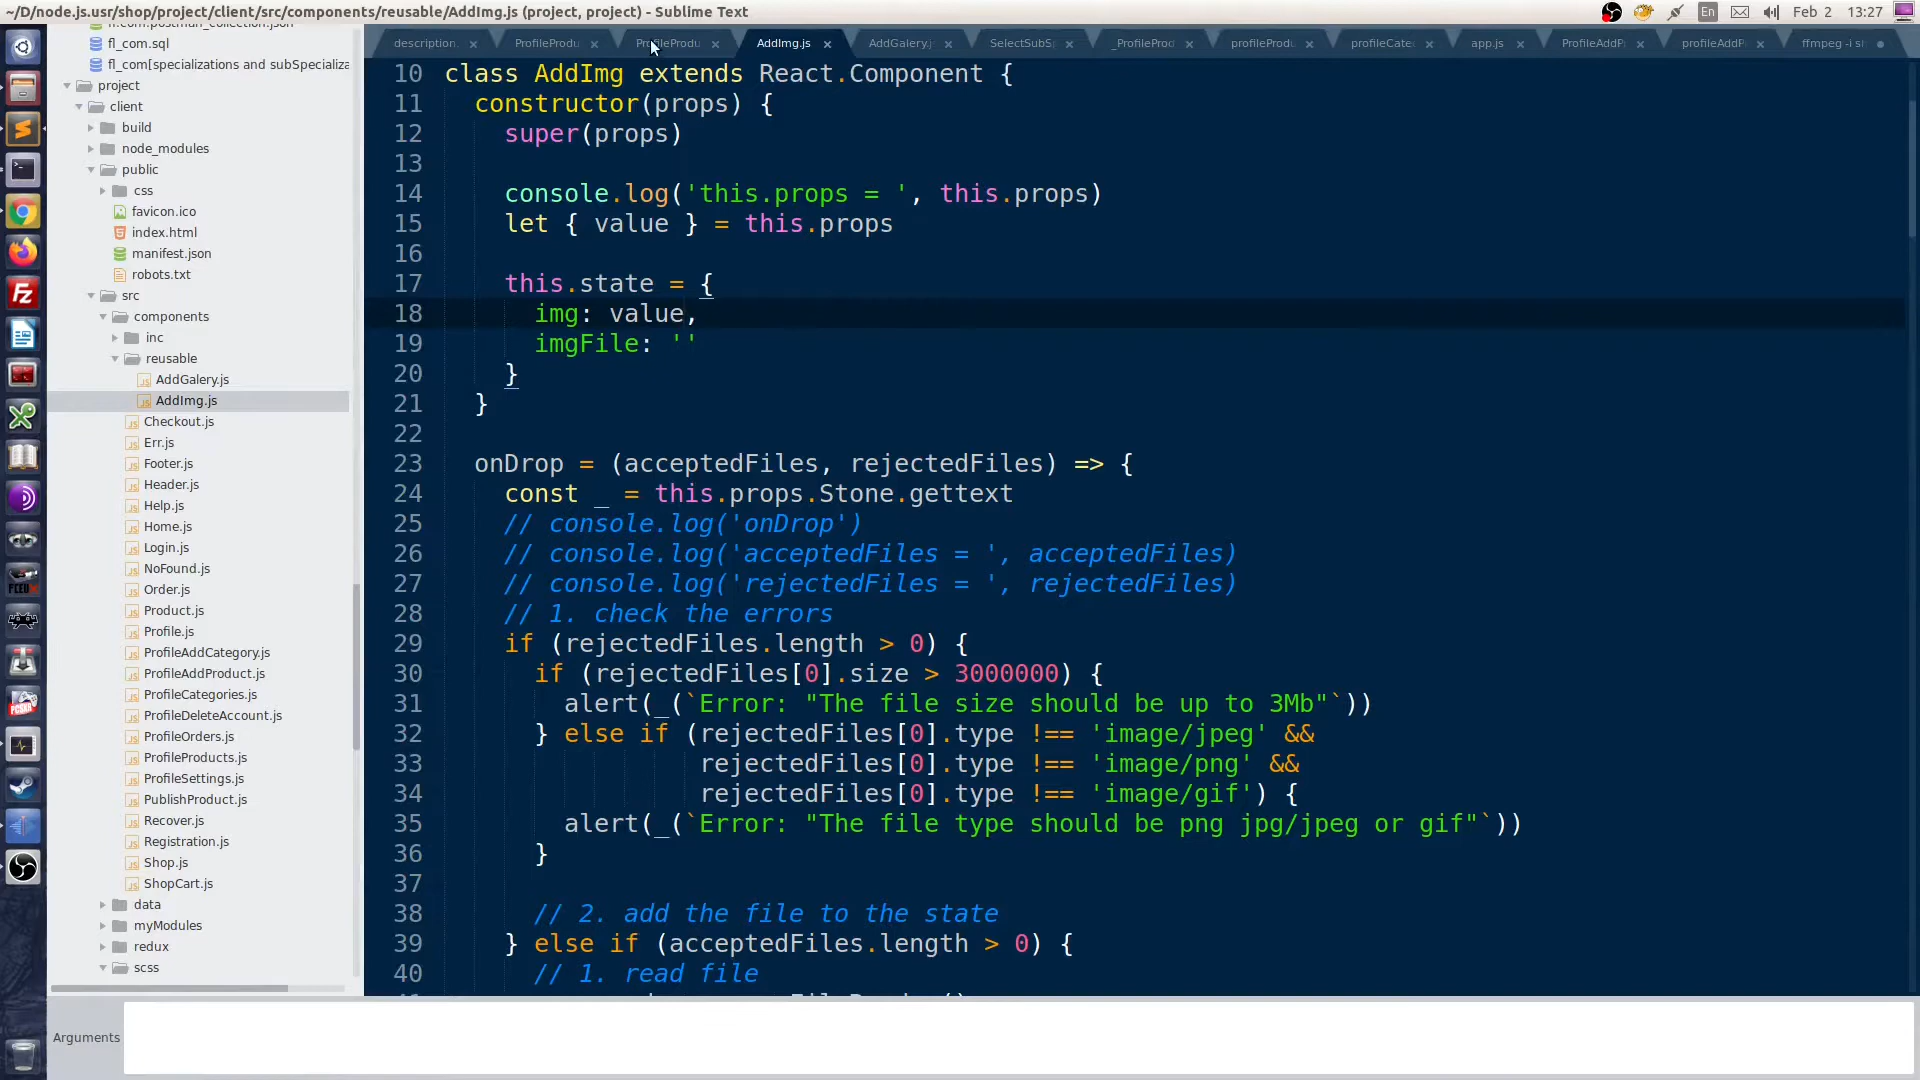 ~/D/node.js.usr/shop/project/client/src/components/reusable/AddImg.js (project, project) - Sublime Text
En
Feb 2
13:27
description.
ProfileProdu
ProfileProdu
AddImg.js
AddGalery.j
SelectSubS
_ProfileProd
profileProdu
profileCate
app.js
ProfileAddP
profileAddP
ffmpeg -i s
fl_com.sql
fl_com[specializations and subSpecializa
project
client
build
node_modules
public
css
favicon.ico
index.html
manifest.json
robots.txt
src
components
inc
reusable
AddGalery.js
AddImg.js
Checkout.js
Err.js
Footer.js
Header.js
Help.js
Home.js
Login.js
NoFound.js
Order.js
Product.js
Profile.js
ProfileAddCategory.js
ProfileAddProduct.js
ProfileCategories.js
ProfileDeleteAccount.js
ProfileOrders.js
ProfileProducts.js
ProfileSettings.js
PublishProduct.js
Recover.js
Registration.js
Shop.js
ShopCart.js
data
myModules
redux
scss
10 class AddImg extends React.Component {
11 constructor(props) {
12 super(props)
13
14 console.log('this.props = ', this.props)
15 let { value } = this.props
16
17 this.state = {
18 img: value,
19 imgFile: ''
20 }
21 }
22
23 onDrop = (acceptedFiles, rejectedFiles) => {
24 const _ = this.props.Stone.gettext
25 // console.log('onDrop')
26 // console.log('acceptedFiles = ', acceptedFiles)
27 // console.log('rejectedFiles = ', rejectedFiles)
28 // 1. check the errors
29 if (rejectedFiles.length > 0) {
30 if (rejectedFiles[0].size > 3000000) {
31 alert(_(`Error: "The file size should be up to 3Mb"`))
32 } else if (rejectedFiles[0].type !== 'image/jpeg' &&
33 rejectedFiles[0].type !== 'image/png' &&
34 rejectedFiles[0].type !== 'image/gif') {
35 alert(_(`Error: "The file type should be png jpg/jpeg or gif"`))
36 }
37
38 // 2. add the file to the state
39 } else if (acceptedFiles.length > 0) {
40 // 1. read file
Arguments